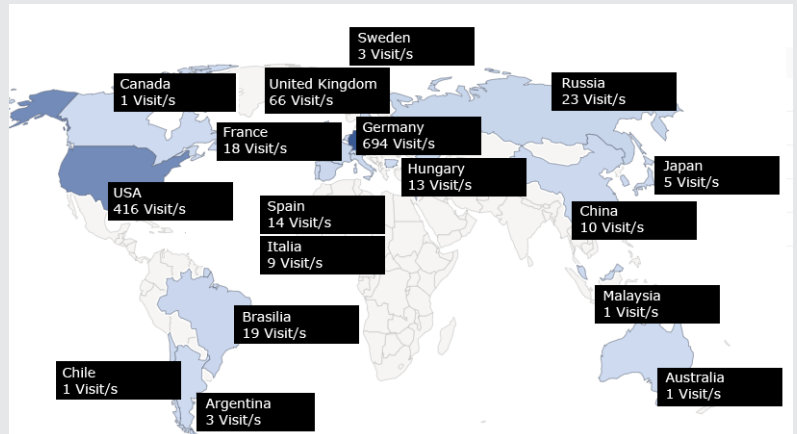 Sweden
3 Visit/s
Canada
1 Visit/s
United Kingdom
66 Visit/s
Russia
23 Visit/s
France
18 Visit/s
Germany
694 Visit/s
Hungary
13 Visit/s
Japan
5 Visit/s
USA
416 Visit/s
Spain
14 Visit/s
China
10 Visit/s
Italia
9 Visit/s
Malaysia
1 Visit/s
Brasilia
19 Visit/s
Chile
1 Visit/s
Australia
1 Visit/s
Argentina
3 Visit/s